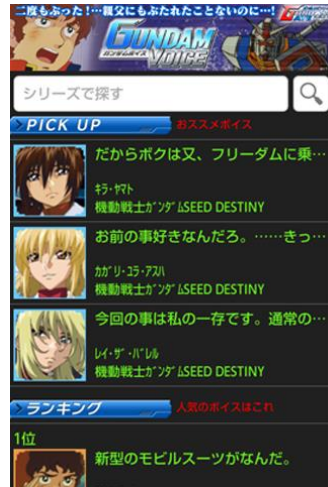 二度もぶった!…親父にもぶたれたことないのに…!
GUNDAM
ガンダムボイス
VOICE
シリーズで探す
PICK UP
おススメボイス
だからボクは又、フリーダムに乗…
キラ・ヤマト
機動戦士ガンダムSEED DESTINY
お前の事好きなんだろ。……きっ…
カガリ・ユラ・アスハ
機動戦士ガンダムSEED DESTINY
今回の事は私の一存です。通常の…
レイ・ザ・バレル
機動戦士ガンダムSEED DESTINY
ランキング
人気のボイスはこれ
1位
新型のモビルスーツがなんだ。